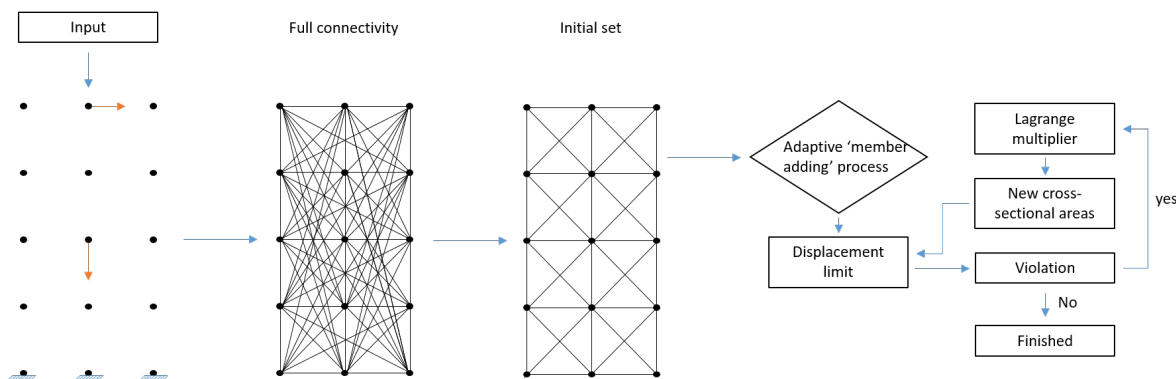 Input
Full connectivity
Initial set
Adaptive ‘member
adding’ process
Displacement
limit
Lagrange
multiplier
New cross-
sectional areas
Violation
yes
No
Finished